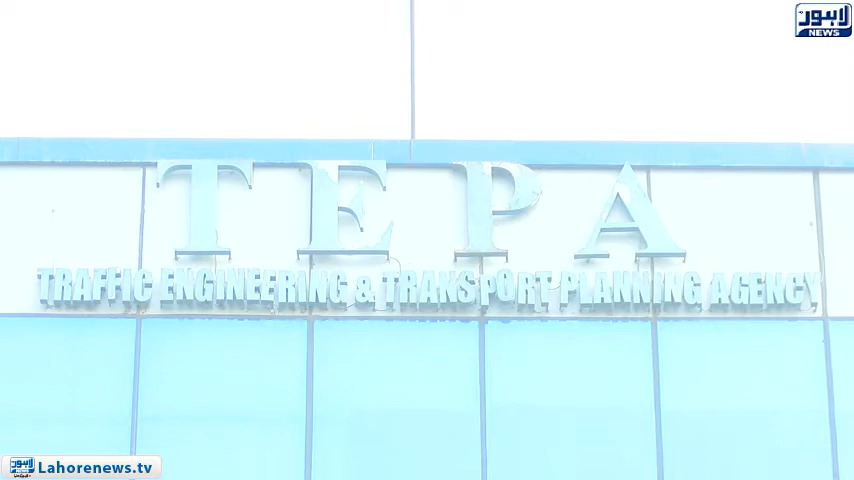 لاہور
NEWS
TEPA
TRAFFIC ENGINEERING & TRANSPORT PLANNING AGENCY
لاہور
Lahorenews.tv